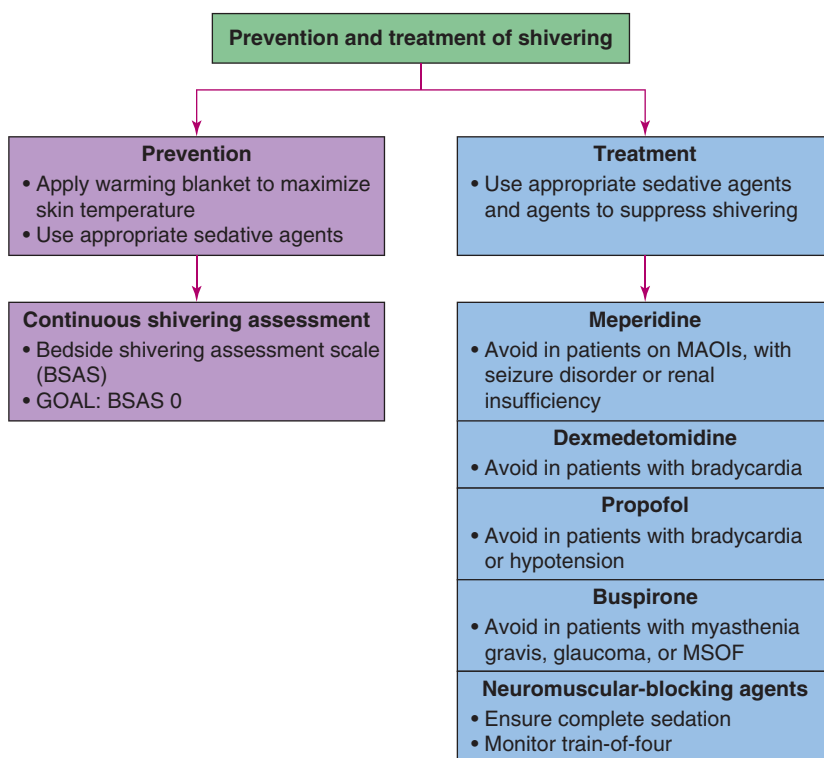 Prevention and treatment of shivering
Prevention
• Apply warming blanket to maximize
skin temperature
• Use appropriate sedative agents
Continuous shivering assessment
• Bedside shivering assessment scale
(BSAS)
• GOAL: BSAS 0
Treatment
• Use appropriate sedative agents
and agents to suppress shivering
Meperidine
• Avoid in patients on MAOIs, with
seizure disorder or renal
insufficiency
Dexmedetomidine
• Avoid in patients with bradycardia
Propofol
• Avoid in patients with bradycardia
or hypotension
Buspirone
• Avoid in patients with myasthenia
gravis, glaucoma, or MSOF
Neuromuscular-blocking agents
• Ensure complete sedation
• Monitor train-of-four